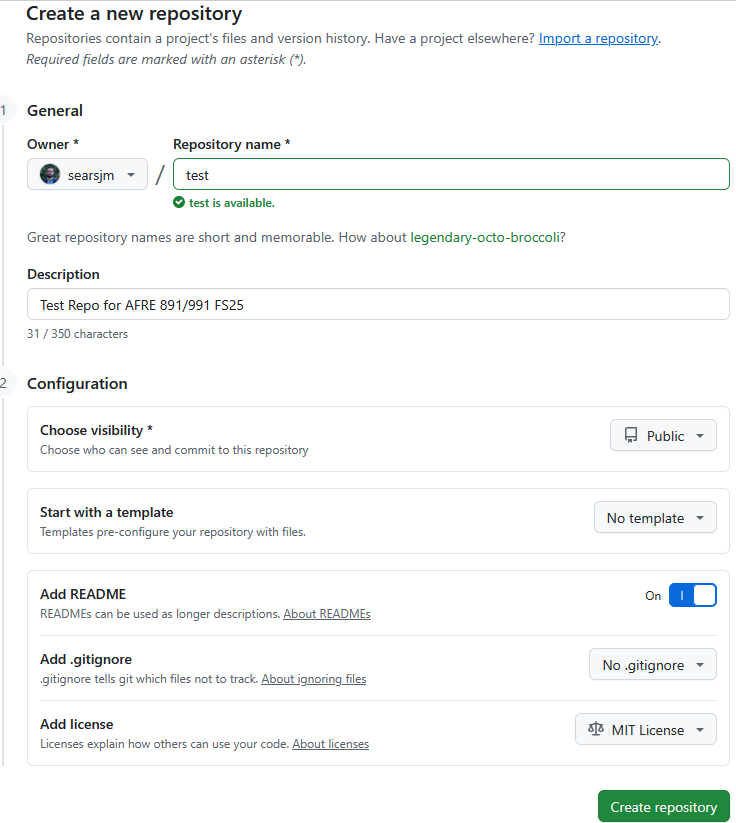 Create a new repository
Repositories contain a project's files and version history. Have a project elsewhere? Import a repository.
Required fields are marked with an asterisk (*).
1 General
Owner * Repository name *
searsjm / test
test is available.
Great repository names are short and memorable. How about legendary-octo-broccoli?
Description
Test Repo for AFRE 891/991 FS25
31 / 350 characters
2 Configuration
Choose visibility * Public
Choose who can see and commit to this repository
Start with a template No template
Templates pre-configure your repository with files.
Add README On
READMEs can be used as longer descriptions. About READMEs
Add .gitignore No .gitignore
.gitignore tells git which files not to track. About ignoring files
Add license MIT License
Licenses explain how others can use your code. About licenses
Create repository